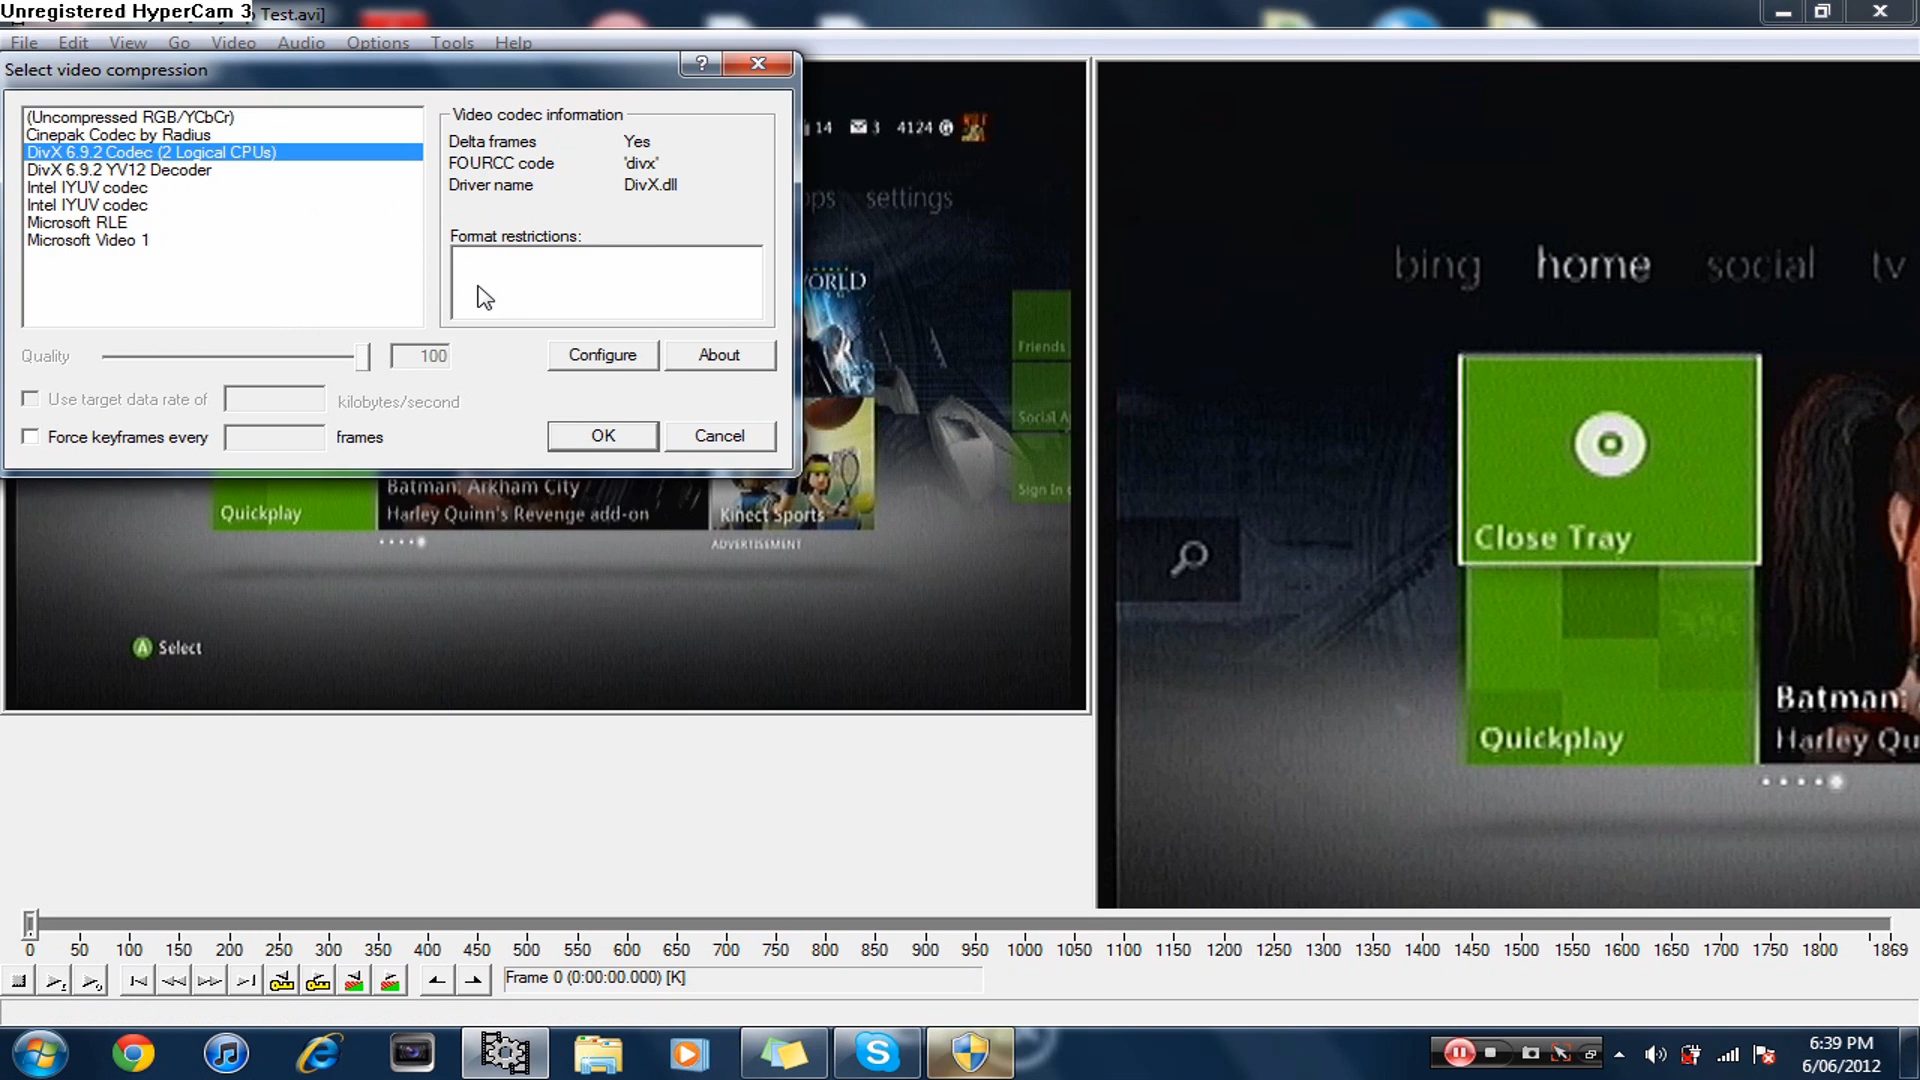 Unregistered HyperCam 3
Test.avi]
File Edit View Go Video Audio Options Tools Help
Select video compression
?
(Uncompressed RGB/YCbCr)
Cinepak Codec by Radius
DivX 6.9.2 Codec (2 Logical CPUs)
DivX 6.9.2 YV12 Decoder
Intel IYUV codec
Intel IYUV codec
Microsoft RLE
Microsoft Video 1
Video codec information
Delta frames Yes
FOURCC code 'divx'
Driver name DivX.dll
Format restrictions:
Quality 100
Configure About
Use target data rate of kilobytes/second
Force keyframes every frames
OK Cancel
14 3 4124 G
settings
Friends
Quickplay
Batman: Arkham City
Harley Quinn's Revenge add-on
Kinect Sports
ADVERTISEMENT
A Select
bing home social tv
Close Tray
Quickplay
Batman:
0 50 100 150 200 250 300 350 400 450 500 550 600 650 700 750 800 850 900 950 1000 1050 1100 1150 1200 1250 1300 1350 1400 1450 1500 1550 1600 1650 1700 1750 1800 1869
Frame 0 (0:00:00.000) [K]
6:39 PM
6/06/2012